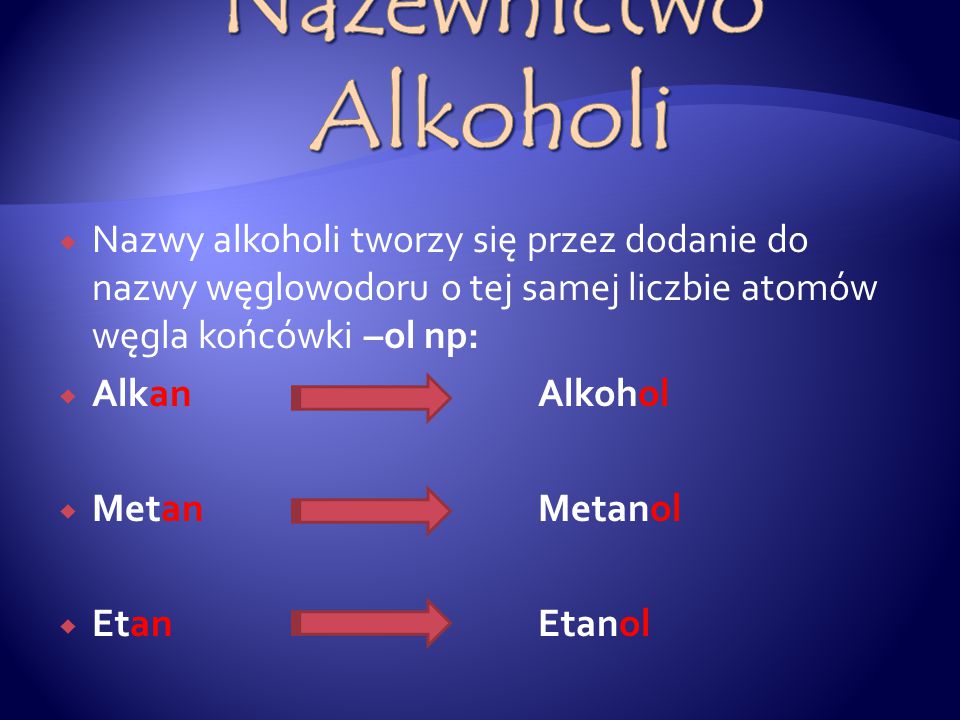 Nazewnictwo
Alkoholi
Nazwy alkoholi tworzy się przez dodanie do
nazwy węglowodoru o tej samej liczbie atomów
węgla końcówki –ol np:
Alkan Alkohol
Metan Metanol
Etan Etanol